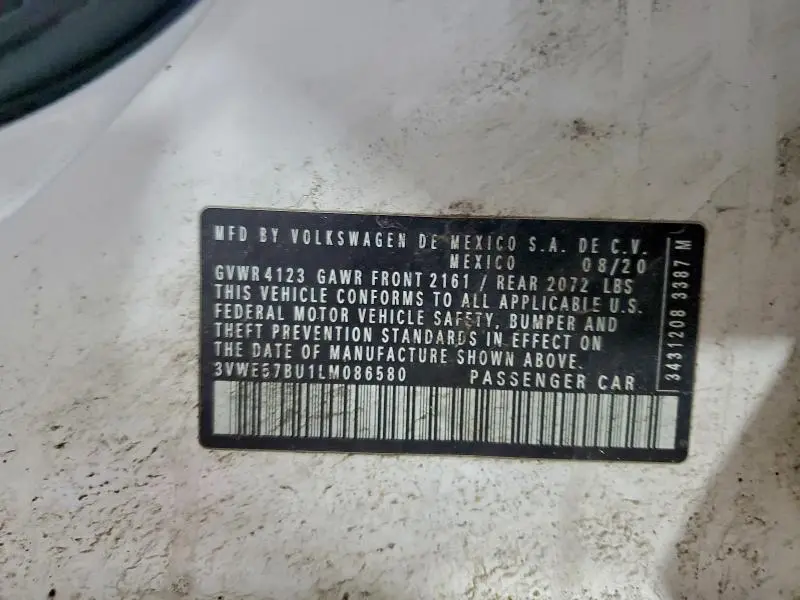 MFD BY VOLKSWAGEN DE MEXICO S.A. DE C.V.
MEXICO 08/20
GVWR 4123 GAWR FRONT 2161 / REAR 2072 LBS
THIS VEHICLE CONFORMS TO ALL APPLICABLE U.S.
FEDERAL MOTOR VEHICLE SAFETY, BUMPER AND
THEFT PREVENTION STANDARDS IN EFFECT ON
THE DATE OF MANUFACTURE SHOWN ABOVE.
3VWE57BU1LM086580 PASSENGER CAR
3431208 3387 M